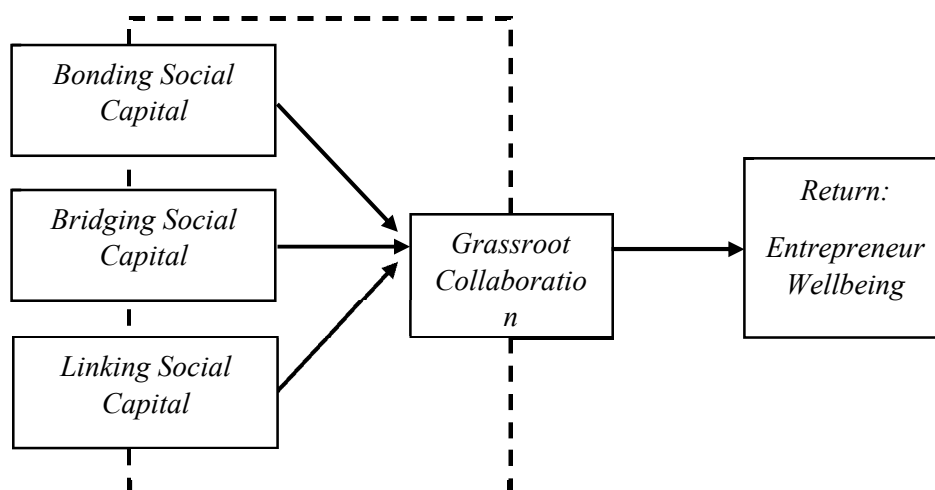 Bonding Social
Capital
Bridging Social
Capital
Linking Social
Capital
Grassroot
Collaboratio
n
Return:
Entrepreneur
Wellbeing